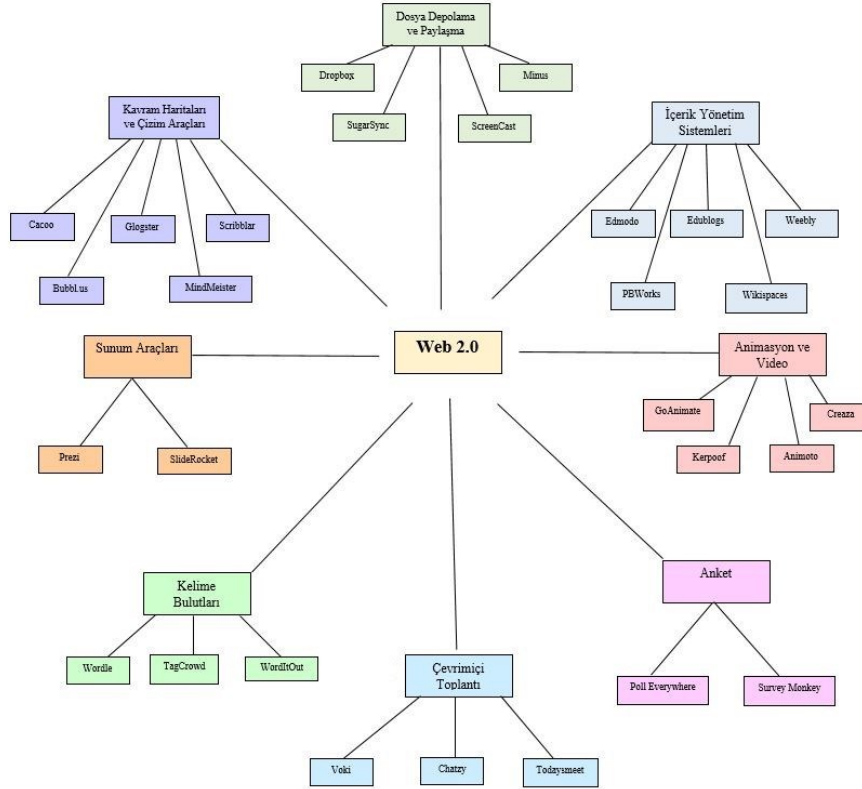 Dosya Depolama
ve Paylaşma
Dropbox
Minus
SugarSync
ScreenCast
Kavram Haritaları
ve Çizim Araçları
Cacoo
Glogster
Scribblar
Bubbl.us
MindMeister
İçerik Yönetim
Sistemleri
Edmodo
Edublogs
Weebly
PBWorks
Wikispaces
Web 2.0
Sunum Araçları
Prezi
SlideRocket
Animasyon ve
Video
GoAnimate
Creaza
Kerpoof
Animoto
Kelime
Bulutları
Wordle
TagCrowd
WordItOut
Çevrimiçi
Toplantı
Voki
Chatzy
Todaysmeet
Anket
Poll Everywhere
Survey Monkey